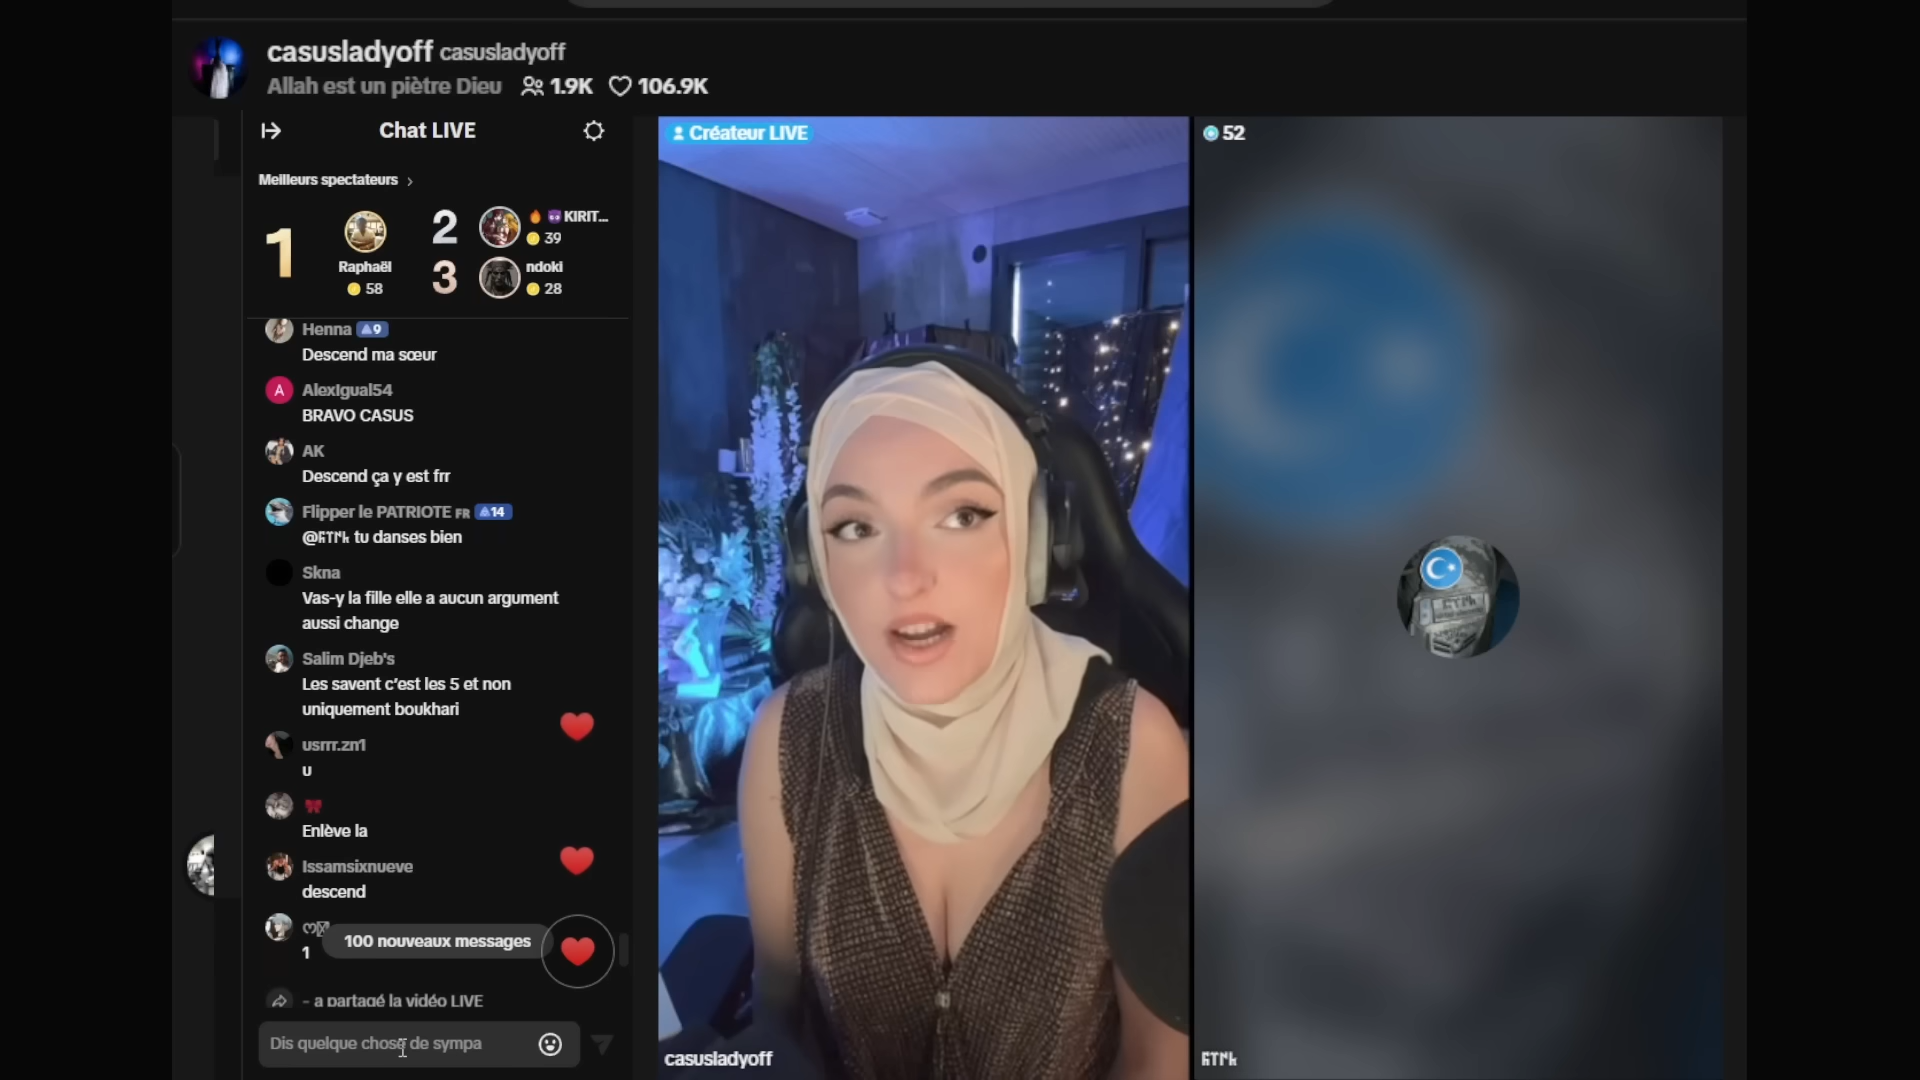 casusladyoff casusladyoff
Allah est un piètre Dieu 1.9K 106.9K
Chat LIVE
Meilleurs spectateurs
1
Raphaël
58
2
KIRIT...
39
3
ndoki
28
Henna 9
Descend ma sœur
A
AlexIgual54
BRAVO CASUS
AK
Descend ça y est frr
Flipper le PATRIOTE FR 14
tu danses bien
Skna
Vas-y la fille elle a aucun argument
aussi change
Salim Djeb's
Les savent c'est les 5 et non
uniquement boukhari
usrrr.zn1
u
Enlève la
Issamsixnueve
descend
1
100 nouveaux messages
- a partagé la vidéo LIVE
Dis quelque chose de sympa
Créateur LIVE
casusladyoff
52